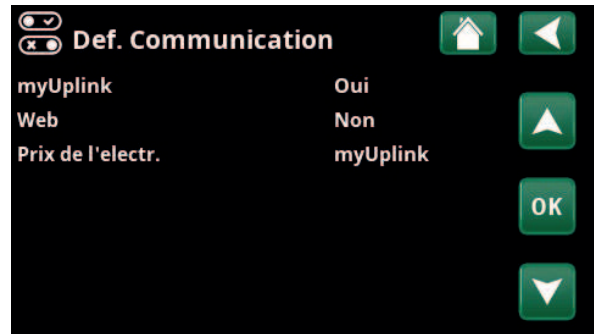 Def. Communication
myUplink Oui
Web Non
Prix de l'electr. myUplink
OK